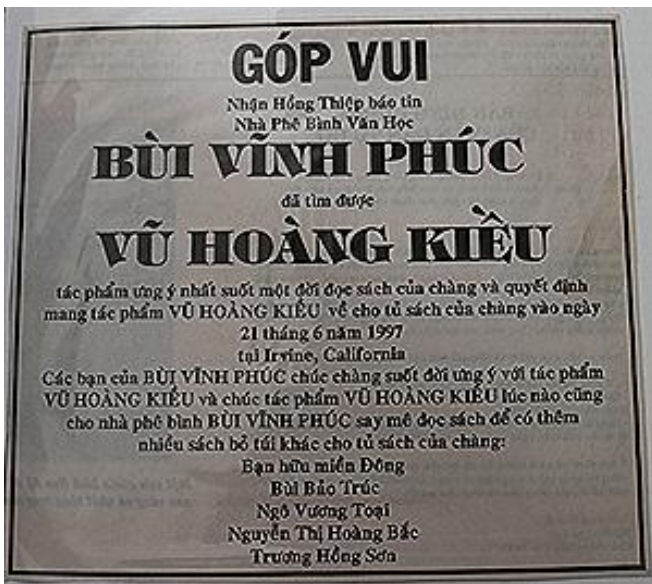 GÓP VUI
Nhận Hồng Thiệp báo tin
Nhà Phê Bình Văn Học
BÙI VĨNH PHÚC
đã tìm được
VŨ HOÀNG KIỀU
tác phẩm ưng ý nhất suốt một đời đọc sách của chàng và quyết định
mang tác phẩm VŨ HOÀNG KIỀU về cho tủ sách của chàng vào ngày
21 tháng 6 năm 1997
tại Irvine, California
Các bạn của BÙI VĨNH PHÚC chúc chàng suốt đời ưng ý với tác phẩm
VŨ HOÀNG KIỀU và chúc tác phẩm VŨ HOÀNG KIỀU lúc nào cũng
cho nhà phê bình BÙI VĨNH PHÚC say mê đọc sách để có thêm
nhiều sách bỏ túi khác cho tủ sách của chàng:
Bạn hữu miền Đông
Bùi Bảo Trúc
Ngô Vương Toại
Nguyễn Thị Hoàng Bắc
Trương Hồng Sơn